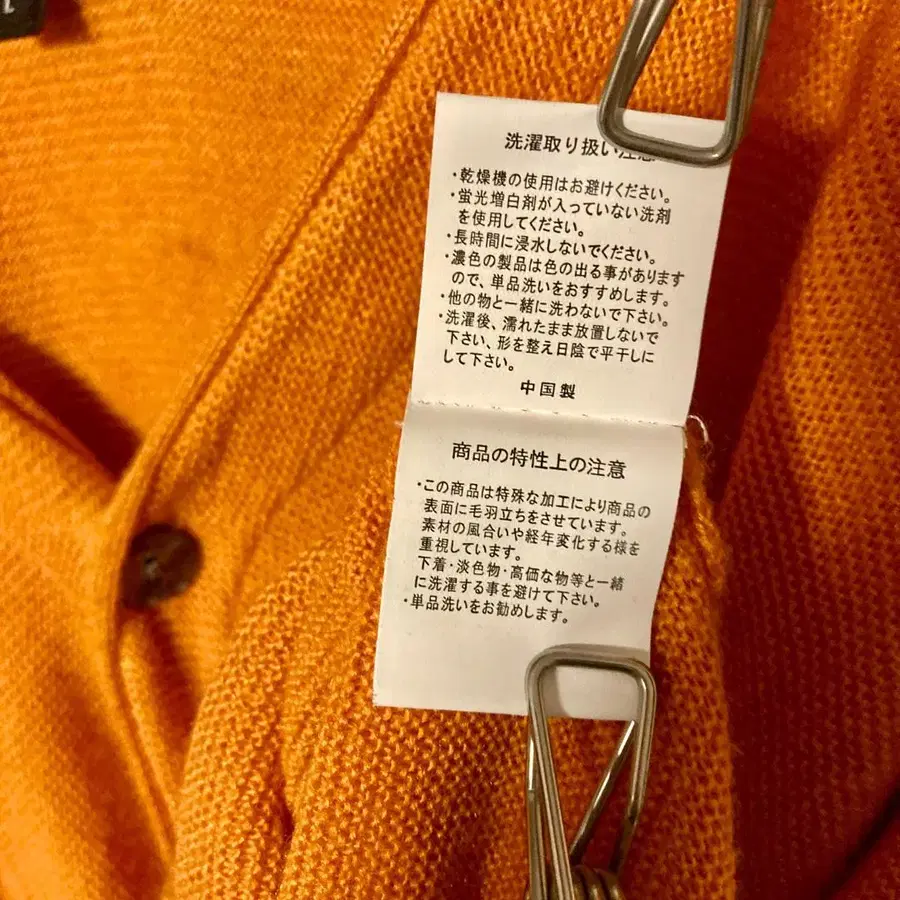 洗濯取り扱い注意
・乾燥機の使用はお避けください。
・蛍光増白剤が入っていない洗剤
を使用してください。
・長時間に浸水しないでください。
・濃色の製品は色の出る事があります
ので、単品洗いをおすすめします。
・他の物と一緒に洗わないで下さい。
・洗濯後、濡れたまま放置しないで
下さい、形を整え日陰で平干しに
して下さい。
中国製
商品の特性上の注意
・この商品は特殊な加工により商品の
表面に毛羽立ちをさせています。
素材の風合いや経年変化する様を
重視しています。
下着・淡色物・高価な物等と一緒
に洗濯する事を避けて下さい。
・単品洗いをお勧めします。